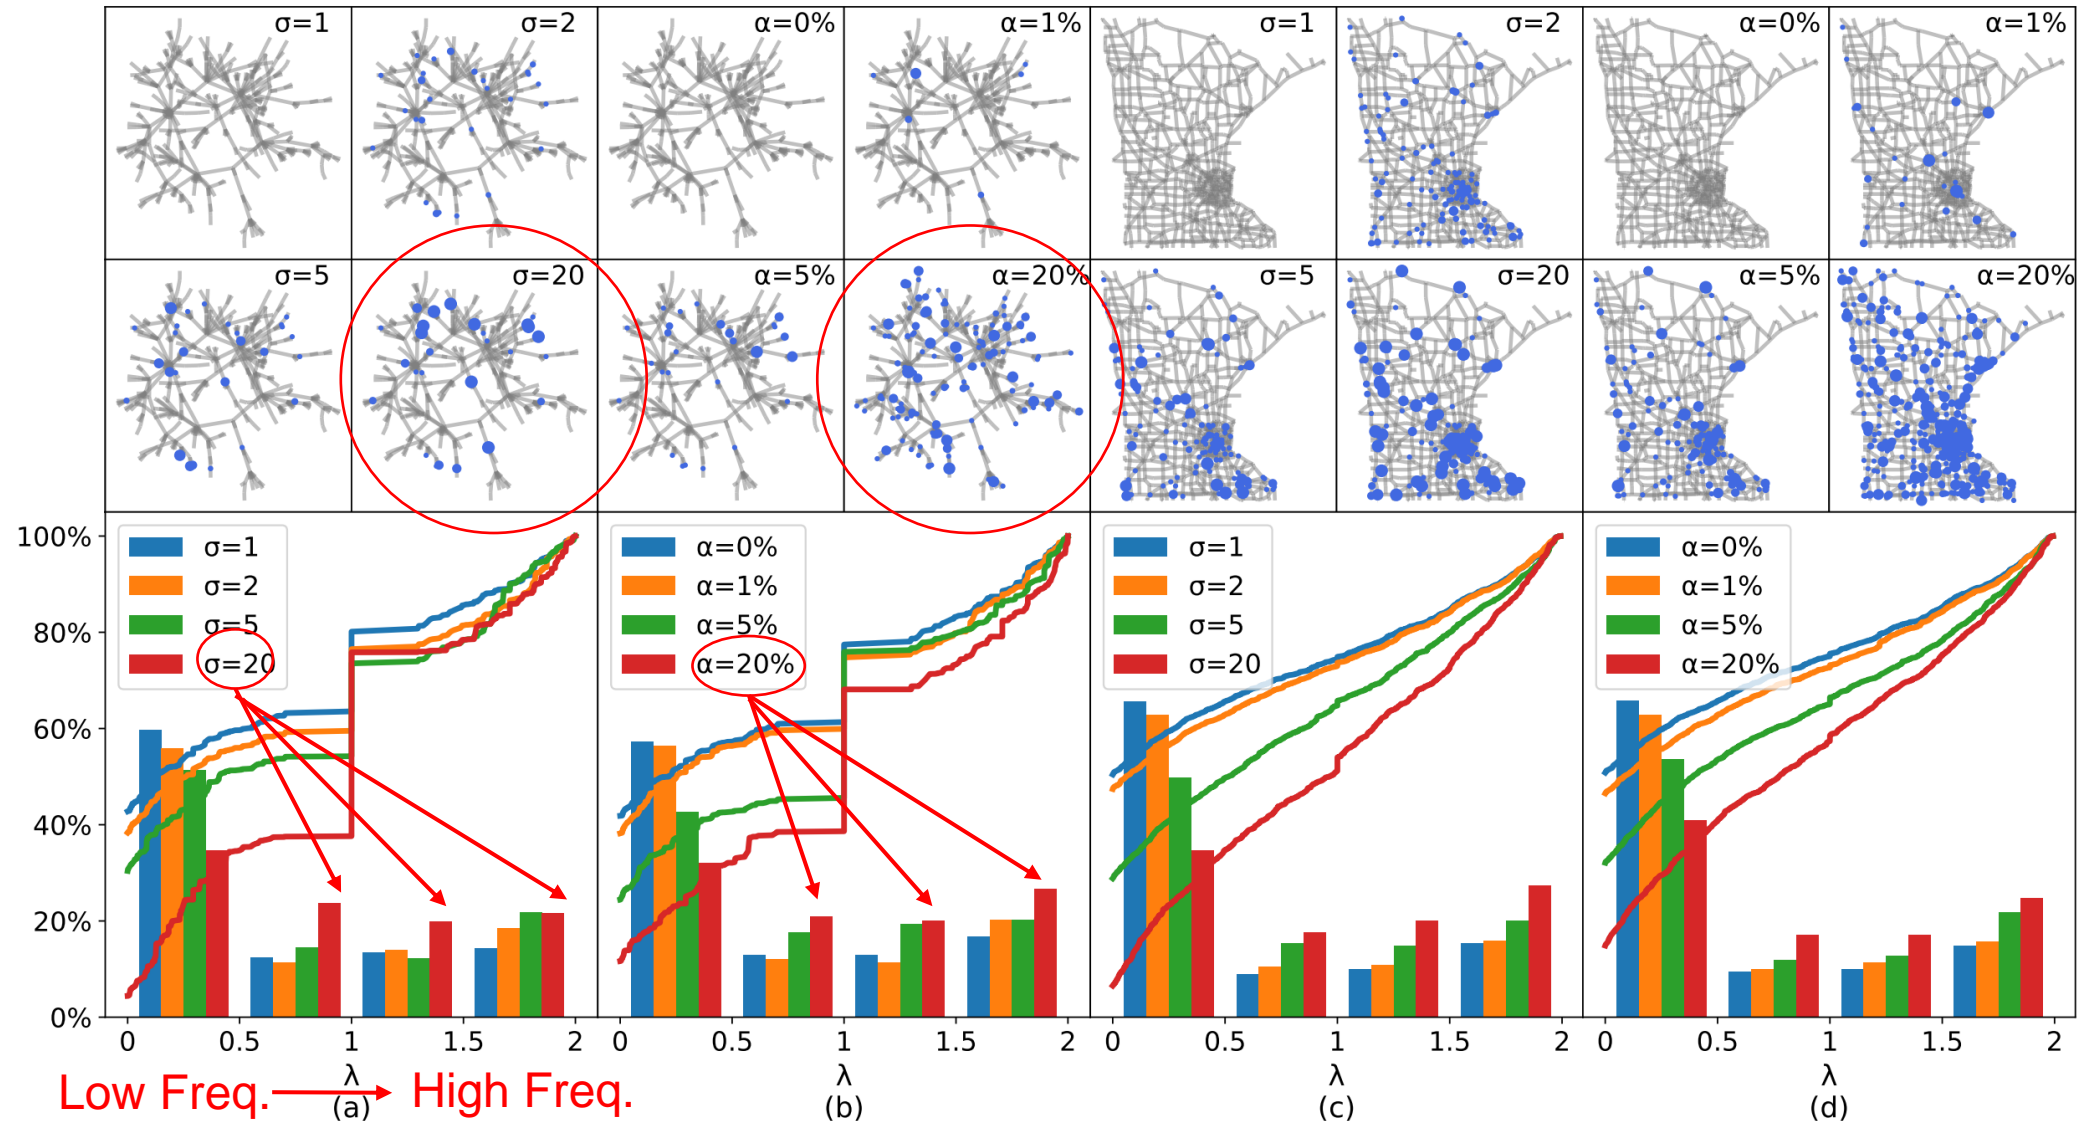 σ=1 σ=2 α=0% α=1% σ=1 σ=2 α=0% α=1%
σ=5 σ=20 α=5% α=20% σ=5 σ=20 α=5% α=20%
100%
80%
60%
40%
20%
0%
σ=1
σ=2
σ=5
σ=20
α=0%
α=1%
α=5%
α=20%
σ=1
σ=2
σ=5
σ=20
α=0%
α=1%
α=5%
α=20%
0 0.5 1 1.5 2 0 0.5 1 1.5 2 0 0.5 1 1.5 2 0 0.5 1 1.5 2
λ λ λ λ
Low Freq. High Freq.
(a) (b) (c) (d)